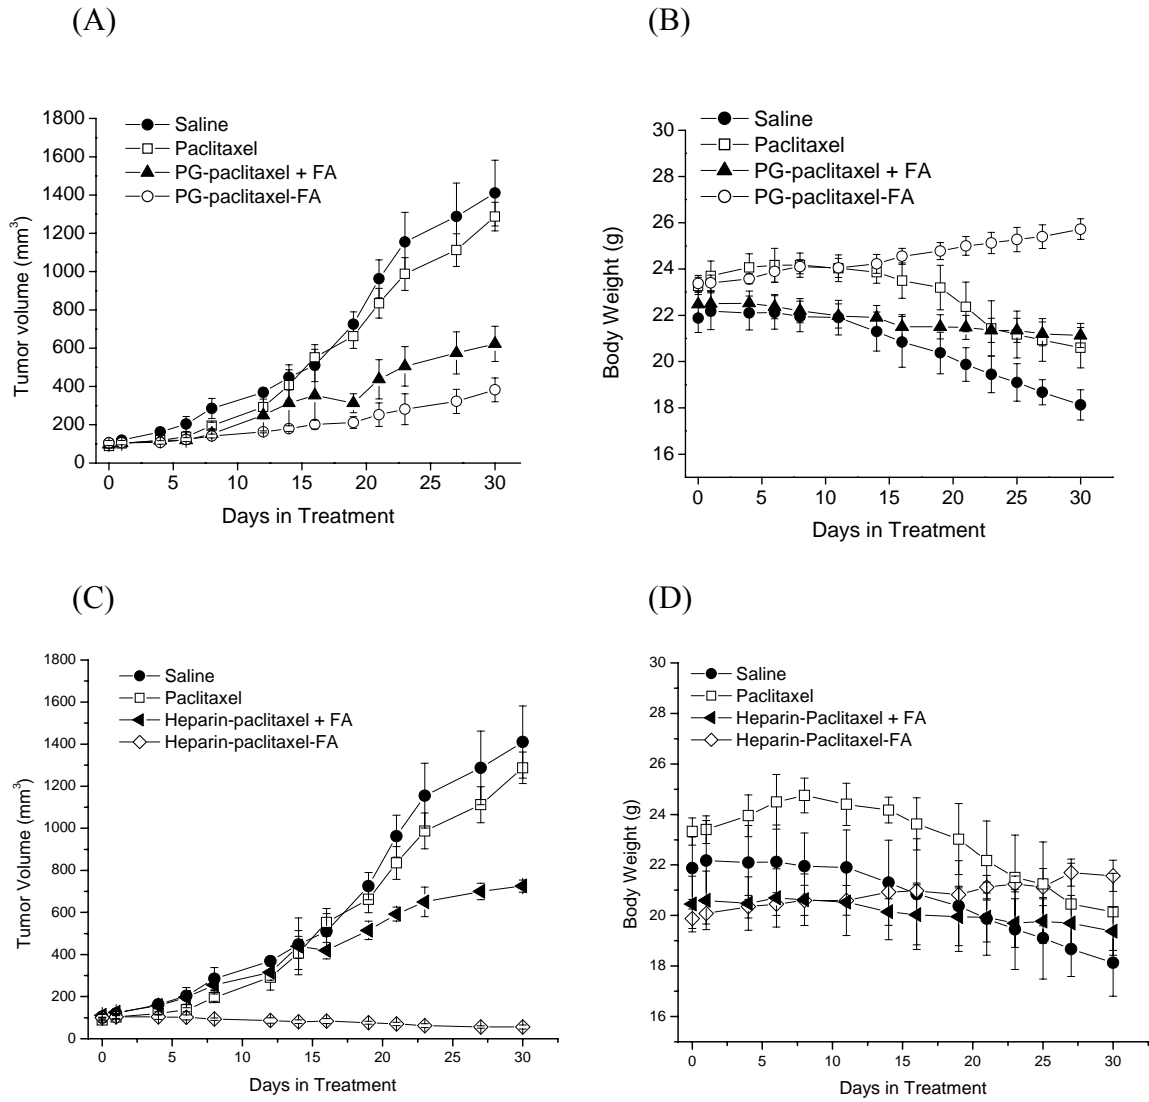 (A)
Tumor volume (mm³)
1800
1600
1400
1200
1000
800
600
400
200
0
Saline
Paclitaxel
PG-paclitaxel + FA
PG-paclitaxel-FA
0 5 10 15 20 25 30
Days in Treatment
(B)
Body Weight (g)
30
28
26
24
22
20
18
16
Saline
Paclitaxel
PG-paclitaxel + FA
PG-paclitaxel-FA
0 5 10 15 20 25 30
Days in Treatment
(C)
Tumor Volume (mm³)
1800
1600
1400
1200
1000
800
600
400
200
0
Saline
Paclitaxel
Heparin-paclitaxel + FA
Heparin-paclitaxel-FA
0 5 10 15 20 25 30
Days in Treatment
(D)
Body Weight (g)
30
28
26
24
22
20
18
16
Saline
Paclitaxel
Heparin-Paclitaxel + FA
Heparin-Paclitaxel-FA
0 5 10 15 20 25 30
Days in Treatment